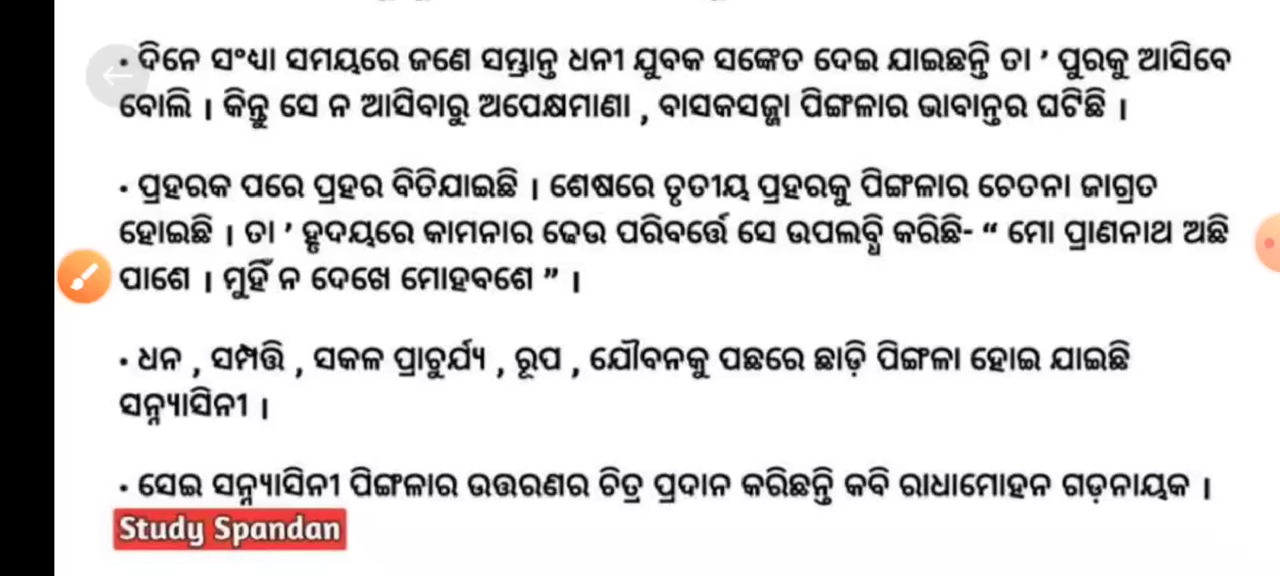 • ଦିନେ ସଂଧ୍ୟା ସମୟରେ ଜଣେ ସମ୍ଭ୍ରାନ୍ତ ଧନୀ ଯୁବକ ସଙ୍କେତ ଦେଇ ଯାଇଛନ୍ତି ତା ’ ପୁରକୁ ଆସିବେ
ବୋଲି । କିନ୍ତୁ ସେ ନ ଆସିବାରୁ ଅପେକ୍ଷମାଣା , ବାସକସଜ୍ଜା ପିଙ୍ଗଳାର ଭାବାନ୍ତର ଘଟିଛି ।
• ପ୍ରହରକ ପରେ ପ୍ରହର ବିତିଯାଇଛି । ଶେଷରେ ତୃତୀୟ ପ୍ରହରକୁ ପିଙ୍ଗଳାର ଚେତନା ଜାଗ୍ରତ
ହୋଇଛି । ତା ’ ହୃଦୟରେ କାମନାର ଢେଉ ପରିବର୍ତ୍ତେ ସେ ଉପଲବ୍ଧି କରିଛି- “ ମୋ ପ୍ରାଣନାଥ ଅଛି
ପାଶେ । ମୁହିଁ ନ ଦେଖେ ମୋହବଶେ ” ।
• ଧନ , ସମ୍ପତ୍ତି , ସକଳ ପ୍ରାଚୁର୍ଯ୍ୟ , ରୂପ , ଯୌବନକୁ ପଛରେ ଛାଡ଼ି ପିଙ୍ଗଳା ହୋଇ ଯାଇଛି
ସନ୍ନ୍ୟାସିନୀ ।
• ସେଇ ସନ୍ନ୍ୟାସିନୀ ପିଙ୍ଗଳାର ଉତ୍ତରଣର ଚିତ୍ର ପ୍ରଦାନ କରିଛନ୍ତି କବି ରାଧାମୋହନ ଗଡ଼ନାୟକ ।
Study Spandan